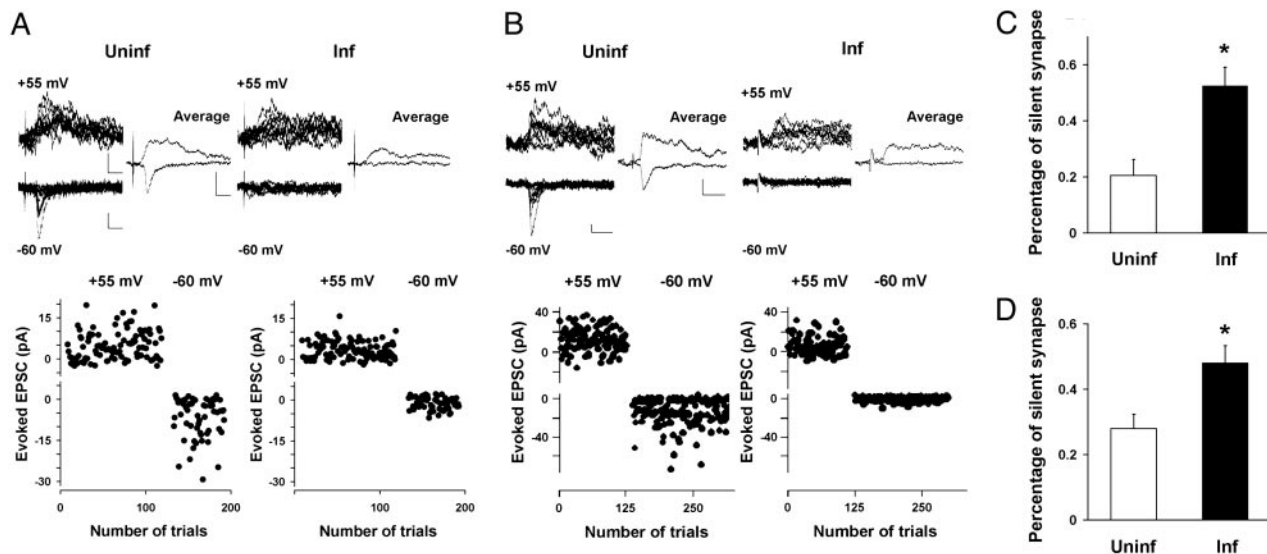 A
Uninf
Inf
+55 mV
Average
Average
-60 mV
-60 mV
+55 mV
-60 mV
+55 mV
-60 mV
Evoked EPSC (pA)
15
0
0
-15
-30
0
100
200
Number of trials
Evoked EPSC (pA)
15
0
0
-15
-30
100
200
Number of trials
B
Uninf
Inf
+55 mV
+55 mV
Average
Average
-60 mV
-60 mV
+55 mV
-60 mV
+55 mV
-60 mV
Evoked EPSC (pA)
40
0
0
-40
0
125
250
Number of trials
Evoked EPSC (pA)
40
0
0
-40
0
125
250
Number of trials
C
Percentage of silent synapse
0.6
0.4
0.2
0
*
Uninf
Inf
D
Percentage of silent synapse
0.6
0.4
0.2
0
*
Uninf
Inf